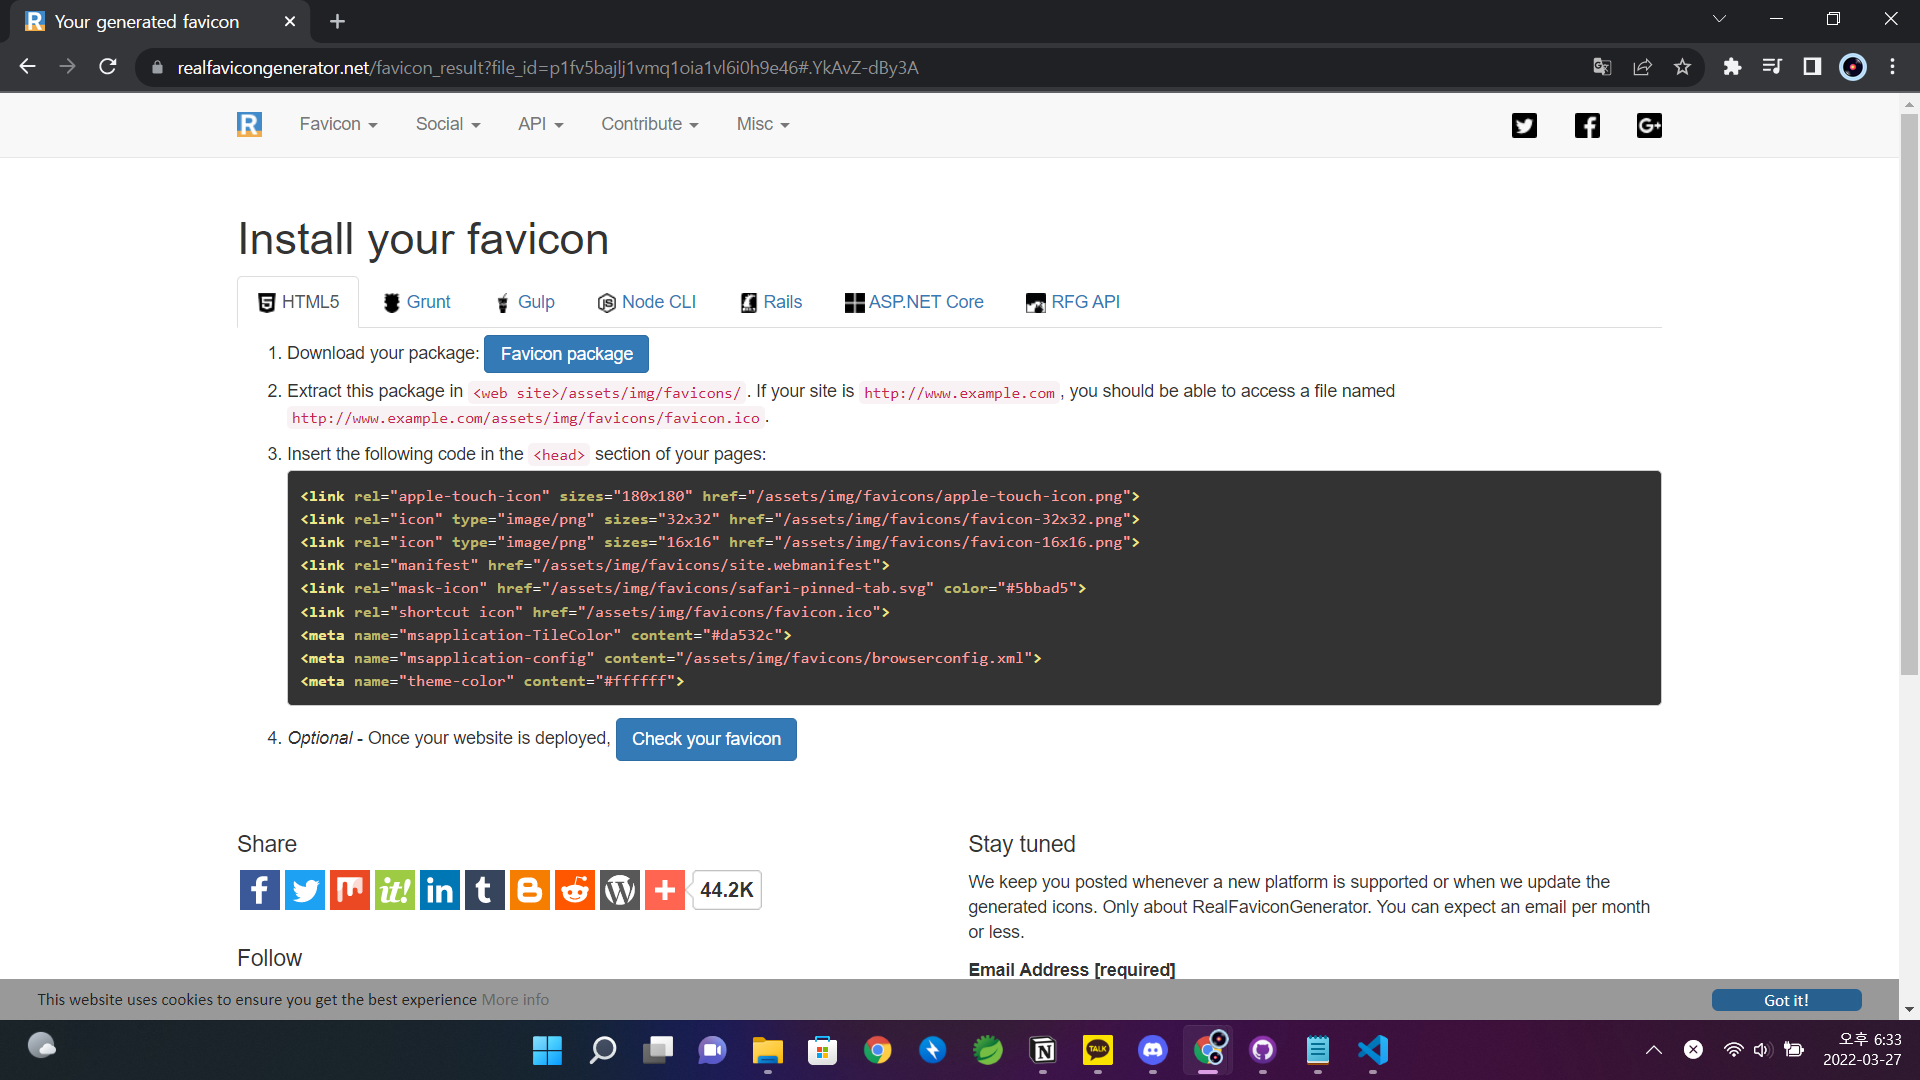 Your generated favicon
realfavicongenerator.net/favicon_result?file_id=p1fv5bajlj1vmq1oia1vl6i0h9e46#.YkAvZ-dBy3A
R Favicon Social API Contribute Misc
Install your favicon
HTML5 Grunt Gulp Node CLI Rails ASP.NET Core RFG API
1. Download your package: Favicon package
2. Extract this package in <web site>/assets/img/favicons/. If your site is http://www.example.com, you should be able to access a file named
http://www.example.com/assets/img/favicons/favicon.ico.
3. Insert the following code in the <head> section of your pages:
<link rel="apple-touch-icon" sizes="180x180" href="/assets/img/favicons/apple-touch-icon.png">
<link rel="icon" type="image/png" sizes="32x32" href="/assets/img/favicons/favicon-32x32.png">
<link rel="icon" type="image/png" sizes="16x16" href="/assets/img/favicons/favicon-16x16.png">
<link rel="manifest" href="/assets/img/favicons/site.webmanifest">
<link rel="mask-icon" href="/assets/img/favicons/safari-pinned-tab.svg" color="#5bbad5">
<link rel="shortcut icon" href="/assets/img/favicons/favicon.ico">
<meta name="msapplication-TileColor" content="#da532c">
<meta name="msapplication-config" content="/assets/img/favicons/browserconfig.xml">
<meta name="theme-color" content="#ffffff">
4. Optional - Once your website is deployed, Check your favicon
Share
44.2K
Follow
Stay tuned
We keep you posted whenever a new platform is supported or when we update the
generated icons. Only about RealFaviconGenerator. You can expect an email per month
or less.
Email Address [required]
This website uses cookies to ensure you get the best experience More info
Got it!
TALK
오후 6:33
2022-03-27